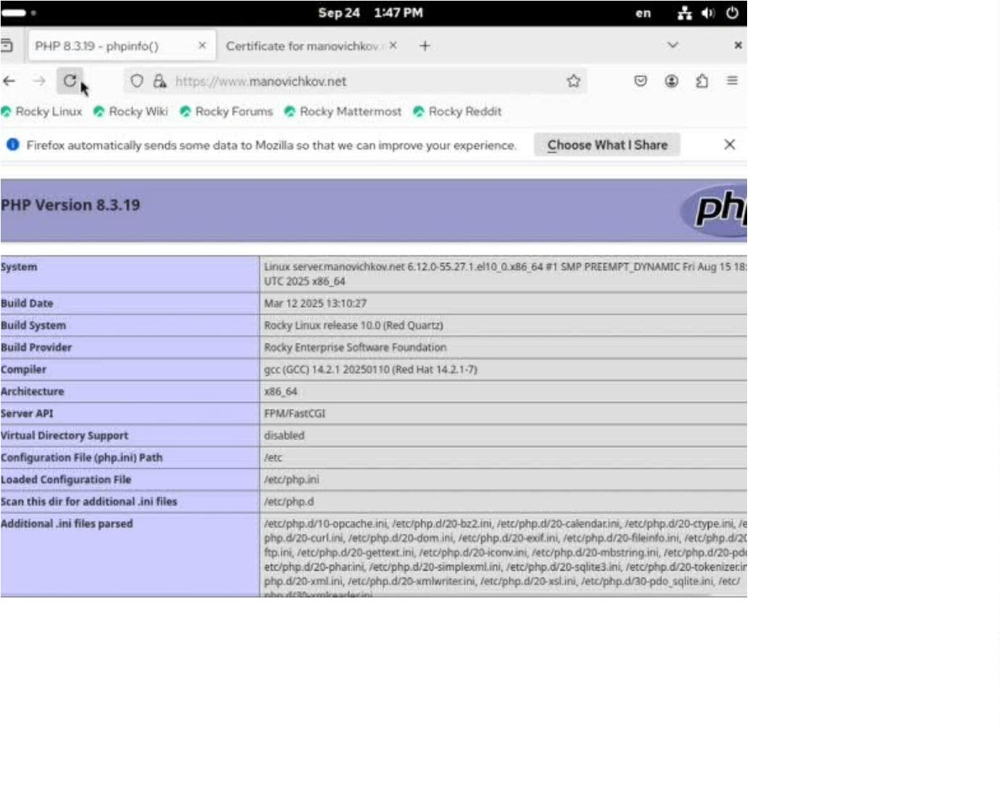 Sep 24 1:47 PM en
PHP 8.3.19 - phpinfo() Certificate for manovichkov.
https://www.manovichkov.net
Rocky Linux Rocky Wiki Rocky Forums Rocky Mattermost Rocky Reddit
Firefox automatically sends some data to Mozilla so that we can improve your experience. Choose What I Share
PHP Version 8.3.19
php
System Linux server.manovichkov.net 6.12.0-55.27.1.el10_0.x86_64 #1 SMP PREEMPT_DYNAMIC Fri Aug 15 18:
UTC 2025 x86_64
Build Date Mar 12 2025 13:10:27
Build System Rocky Linux release 10.0 (Red Quartz)
Build Provider Rocky Enterprise Software Foundation
Compiler gcc (GCC) 14.2.1 20250110 (Red Hat 14.2.1-7)
Architecture x86_64
Server API FPM/FastCGI
Virtual Directory Support disabled
Configuration File (php.ini) Path /etc
Loaded Configuration File /etc/php.ini
Scan this dir for additional .ini files /etc/php.d
Additional .ini files parsed /etc/php.d/10-opcache.ini, /etc/php.d/20-bz2.ini, /etc/php.d/20-calendar.ini, /etc/php.d/20-ctype.ini, /e
php.d/20-curl.ini, /etc/php.d/20-dom.ini, /etc/php.d/20-exif.ini, /etc/php.d/20-fileinfo.ini, /etc/php.d/20
ftp.ini, /etc/php.d/20-gettext.ini, /etc/php.d/20-iconv.ini, /etc/php.d/20-mbstring.ini, /etc/php.d/20-pd
etc/php.d/20-phar.ini, /etc/php.d/20-simplexml.ini, /etc/php.d/20-sqlite3.ini, /etc/php.d/20-tokenizer.in
php.d/20-xml.ini, /etc/php.d/20-xmlwriter.ini, /etc/php.d/20-xsl.ini, /etc/php.d/30-pdo_sqlite.ini, /etc/
php.d/30-xmlreader.ini